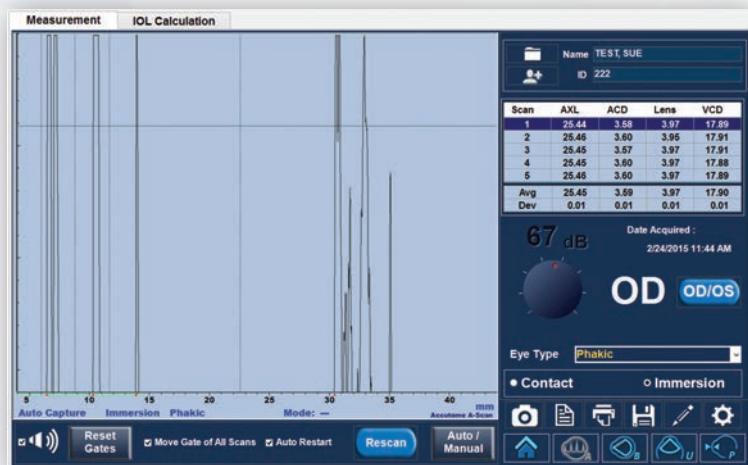 Measurement IOL Calculation
Name TEST, SUE
ID 222
Scan AXL ACD Lens VCD
1 25.44 3.58 3.97 17.89
2 25.46 3.60 3.95 17.91
3 25.45 3.57 3.97 17.91
4 25.45 3.60 3.97 17.88
5 25.46 3.60 3.97 17.89
Avg 25.45 3.59 3.97 17.90
Dev 0.01 0.01 0.01 0.01
67 dB
Date Acquired :
2/24/2015 11:44 AM
OD OD/OS
Eye Type Phakic
Contact Immersion
5 10 15 20 25 30 35 40 mm
Auto Capture Immersion Phakic Mode: — Accutome A-Scan
Reset Gates
Move Gate of All Scans Auto Restart
Rescan
Auto / Manual
A B U P